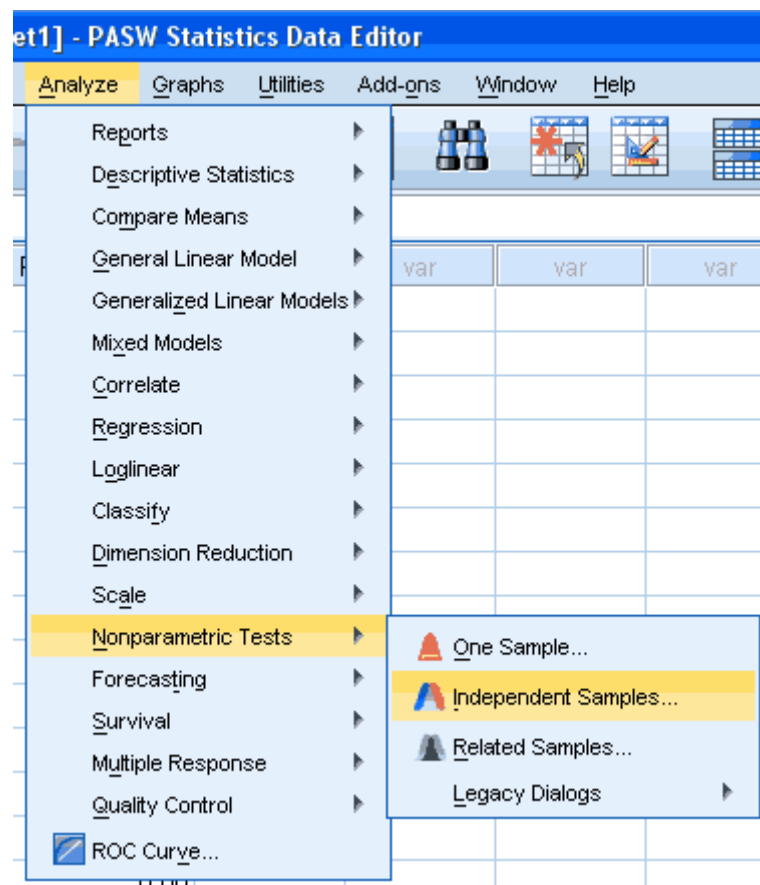 et1] - PASW Statistics Data Editor
Analyze Graphs Utilities Add-ons Window Help
Reports
Descriptive Statistics
Compare Means
General Linear Model
var var var
Generalized Linear Models
Mixed Models
Correlate
Regression
Loglinear
Classify
Dimension Reduction
Scale
Nonparametric Tests
One Sample...
Independent Samples...
Related Samples...
Legacy Dialogs
Forecasting
Survival
Multiple Response
Quality Control
ROC Curve...